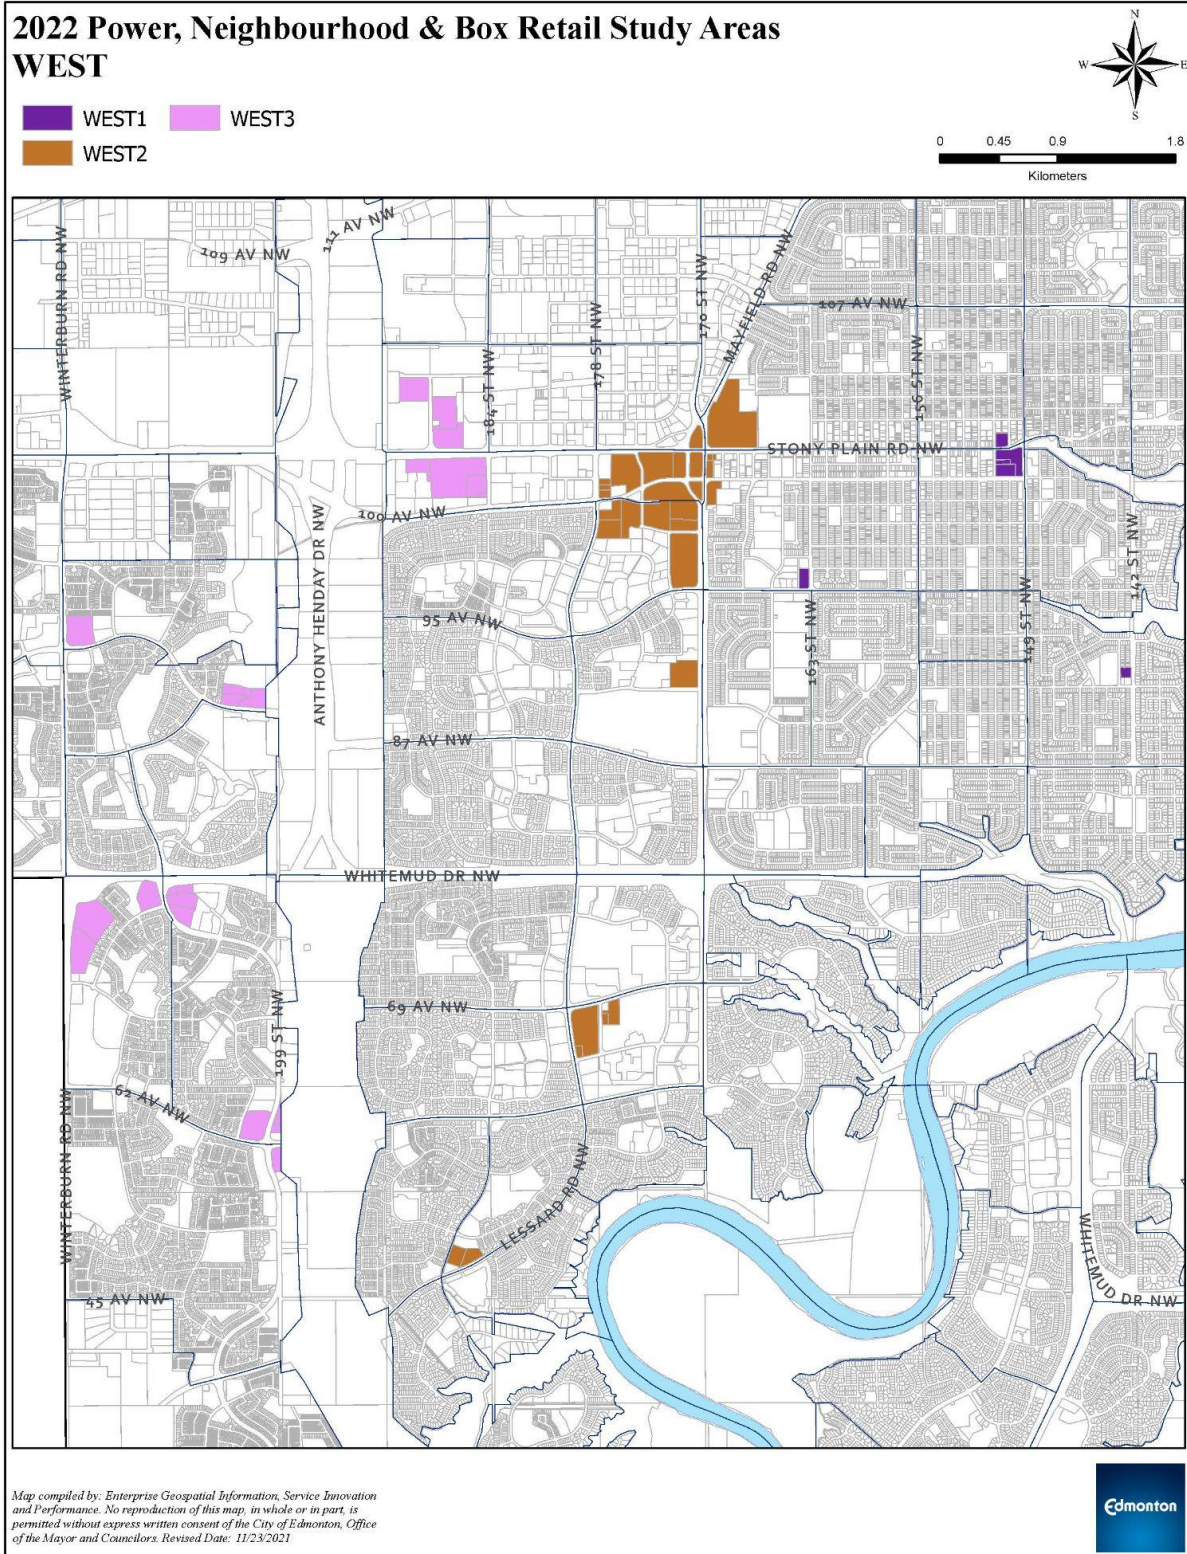 2022 Power, Neighbourhood & Box Retail Study Areas
WEST
N
W
E
S
WEST1
WEST3
WEST2
0 0.45 0.9 1.8
Kilometers
111 AV NW
109 AV NW
WINTERBURN RD NW
170 ST NW
MAYFIELD RD NW
107 AV NW
178 ST NW
184 ST NW
156 ST NW
STONY PLAIN RD NW
100 AV NW
ANTHONY HENDAY DR NW
142 ST NW
95 AV NW
163 ST NW
149 ST NW
87 AV NW
WHITEMUD DR NW
69 AV NW
199 ST NW
62 AV NW
WINTERBURN RD NW
LESSARD RD NW
WHITEMUD DR NW
45 AV NW
Map compiled by: Enterprise Geospatial Information, Service Innovation
and Performance. No reproduction of this map, in whole or in part, is
permitted without express written consent of the City of Edmonton, Office
of the Mayor and Councilors. Revised Date: 11/23/2021
Edmonton